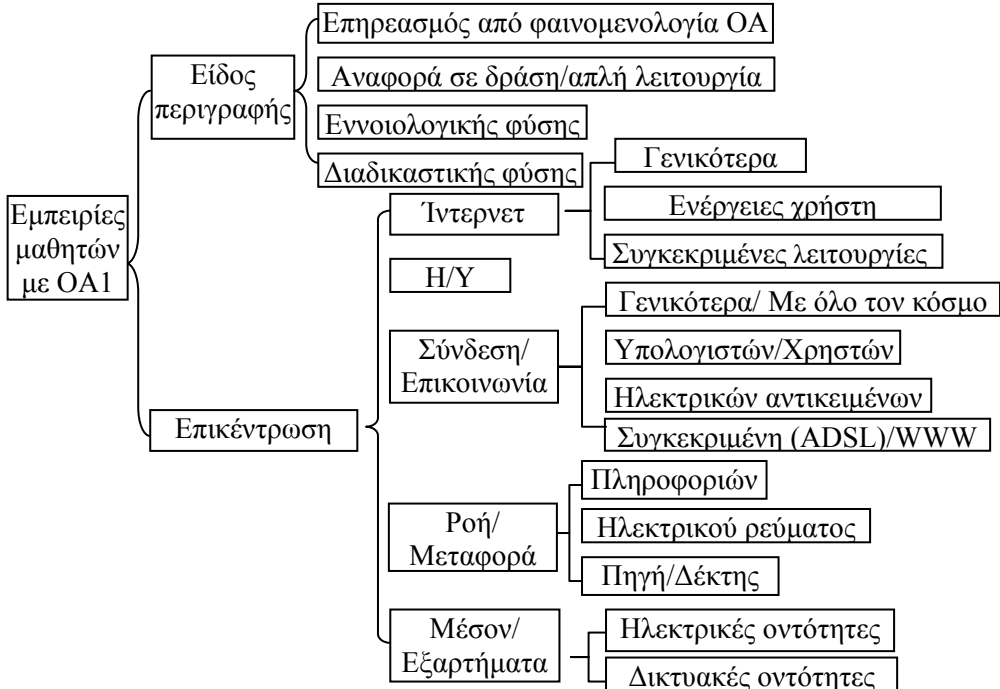 Επηρεασμός από φαινομενολογία ΟΑ
Είδος
περιγραφής
Αναφορά σε δράση/απλή λειτουργία
Εννοιολογικής φύσης
Διαδικαστικής φύσης
Εμπειρίες
μαθητών
με ΟΑ1
Επικέντρωση
Ίντερνετ
Γενικότερα
Ενέργειες χρήστη
Συγκεκριμένες λειτουργίες
Η/Υ
Σύνδεση/
Επικοινωνία
Γενικότερα/ Με όλο τον κόσμο
Υπολογιστών/Χρηστών
Ηλεκτρικών αντικειμένων
Συγκεκριμένη (ADSL)/WWW
Ροή/
Μεταφορά
Πληροφοριών
Ηλεκτρικού ρεύματος
Πηγή/Δέκτης
Μέσον/
Εξαρτήματα
Ηλεκτρικές οντότητες
Δικτυακές οντότητες